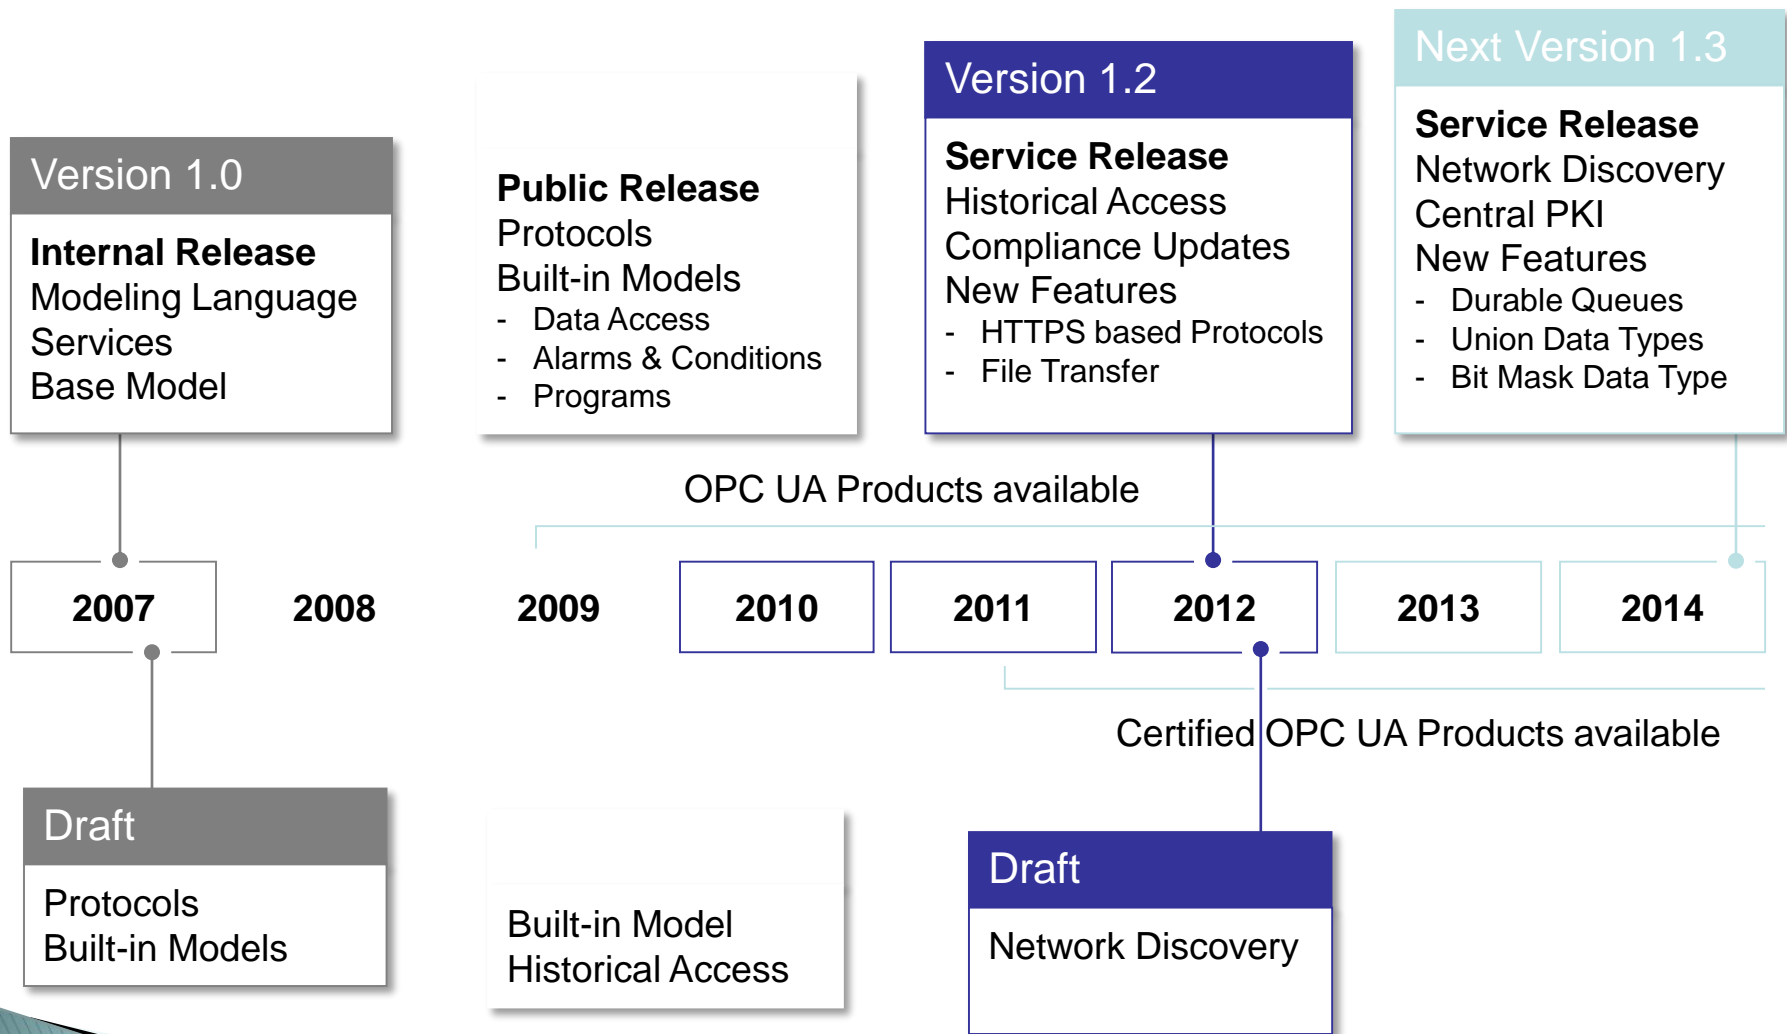 Version 1.0
Internal Release
Modeling Language
Services
Base Model
Public Release
Protocols
Built-in Models
- Data Access
- Alarms & Conditions
- Programs
Version 1.2
Service Release
Historical Access
Compliance Updates
New Features
- HTTPS based Protocols
- File Transfer
Next Version 1.3
Service Release
Network Discovery
Central PKI
New Features
- Durable Queues
- Union Data Types
- Bit Mask Data Type
OPC UA Products available
2007
2008
2009
2010
2011
2012
2013
2014
Certified OPC UA Products available
Draft
Protocols
Built-in Models
Built-in Model
Historical Access
Draft
Network Discovery